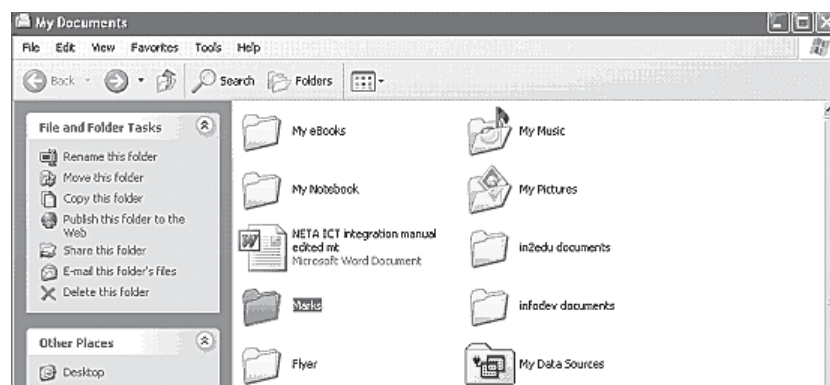 My Documents
File Edit View Favorites Tools Help
Back Search Folders
File and Folder Tasks
Rename this folder
Move this folder
Copy this folder
Publish this folder to the
Web
Share this folder
E-mail this folder's files
Delete this folder
Other Places
Desktop
My eBooks
My Music
My Notebook
My Pictures
NETA ICT integration manual
edited mt
Microsoft Word Document
in2edu documents
Marks
infodev documents
Flyer
My Data Sources